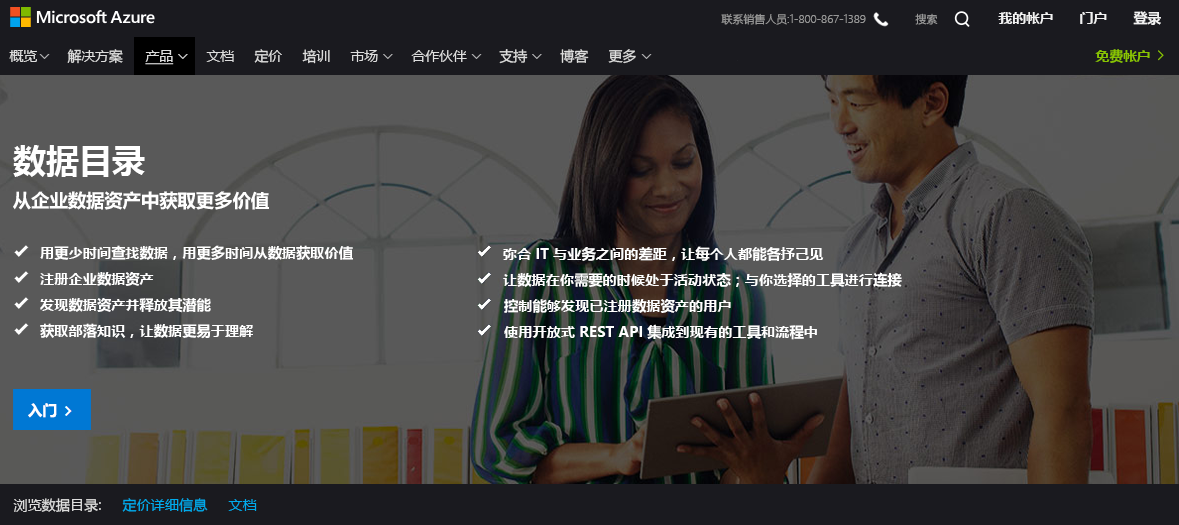 Microsoft Azure
联系销售人员:1-800-867-1389 搜索 我的帐户 门户 登录
概览 解决方案 产品 文档 定价 培训 市场 合作伙伴 支持 博客 更多 免费帐户
数据目录
从企业数据资产中获取更多价值
用更少时间查找数据，用更多时间从数据获取价值
注册企业数据资产
发现数据资产并释放其潜能
获取部落知识，让数据更易于理解
弥合 IT 与业务之间的差距，让每个人都能各抒己见
让数据在你需要的时候处于活动状态；与你选择的工具进行连接
控制能够发现已注册数据资产的用户
使用开放式 REST API 集成到现有的工具和流程中
入门
浏览数据目录: 定价详细信息 文档